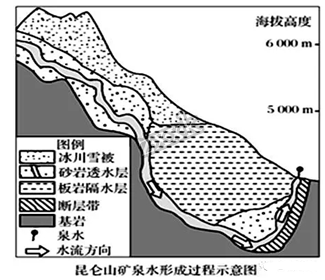 海拔高度
6 000 m
5 000 m
图例
冰川雪被
砂岩透水层
板岩隔水层
断层带
基岩
泉水
水流方向
昆仑山矿泉水形成过程示意图